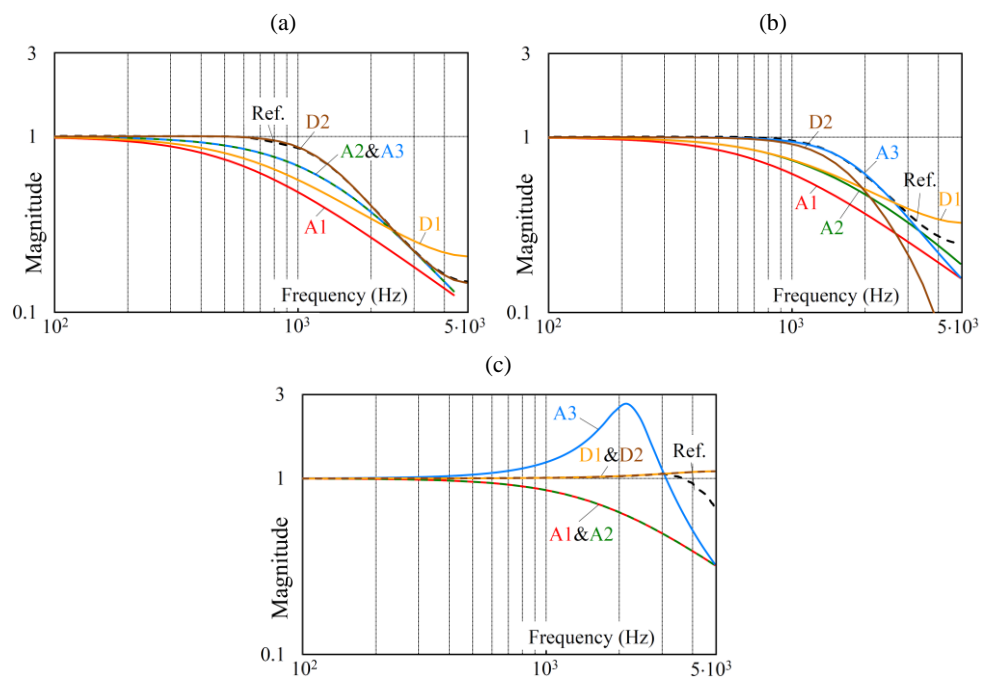 (a)
3
1
0.1
Magnitude
Ref.
D2
A2&A3
D1
A1
Frequency (Hz)
10²
10³
5·10³
(b)
3
1
0.1
Magnitude
D2
A3
Ref.
A1
D1
A2
Frequency (Hz)
10²
10³
5·10³
(c)
3
1
0.1
Magnitude
A3
D1&D2
Ref.
A1&A2
Frequency (Hz)
10²
10³
5·10³